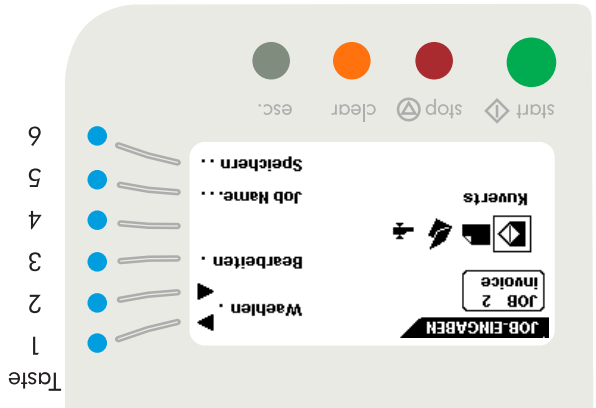 Taste
1
JOB-EINGABEN
JOB 2
invoice
Waehlen .
2
Bearbeiten .
3
4
Kuverts
Job Name...
5
Speichern ..
6
start
stop
clear
esc.